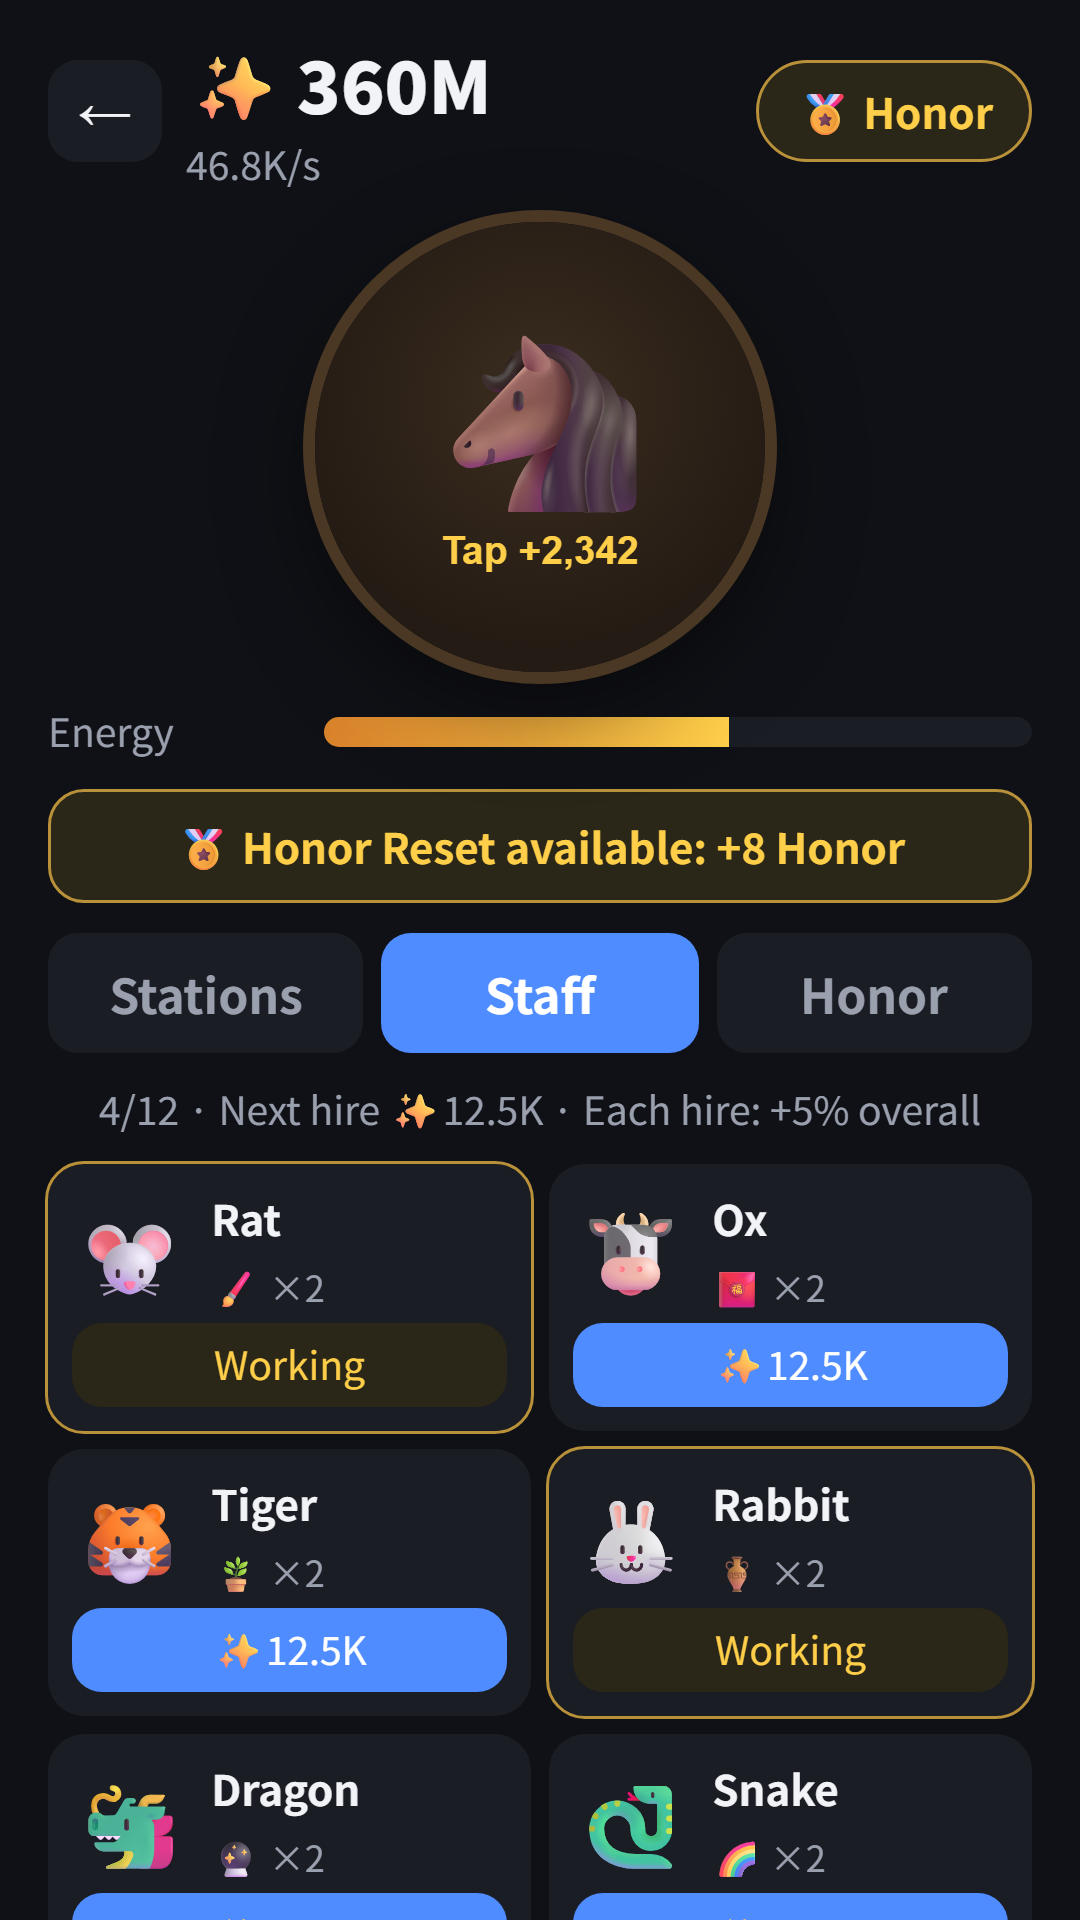 ← ✨ 360M
46.8K/s
🏅 Honor
Tap +2,342
Energy
🏅 Honor Reset available: +8 Honor
Stations
Staff
Honor
4/12 · Next hire ✨12.5K · Each hire: +5% overall
Rat
🖌️ ×2
Working
Ox
🧧 ×2
✨12.5K
Tiger
🪴 ×2
✨12.5K
Rabbit
🏺 ×2
Working
Dragon
🔮 ×2
Snake
🌈 ×2